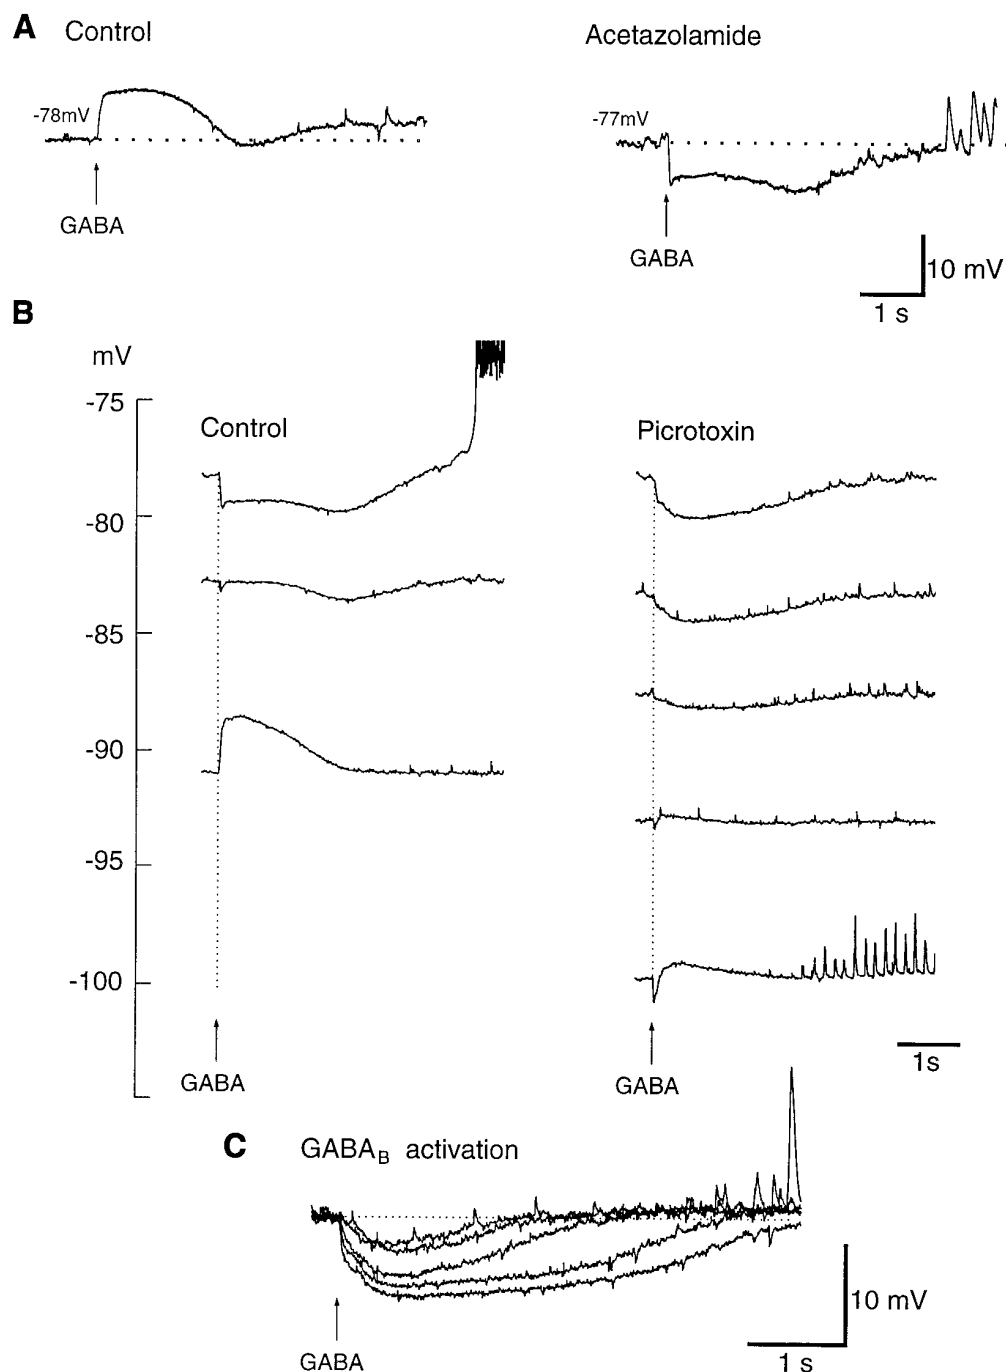 A Control
Acetazolamide
-78mV
-77mV
GABA
GABA
10 mV
1 s
B
mV
-75
Control
Picrotoxin
-80
-85
-90
-95
-100
GABA
GABA
1s
C GABAB activation
10 mV
GABA
1 s